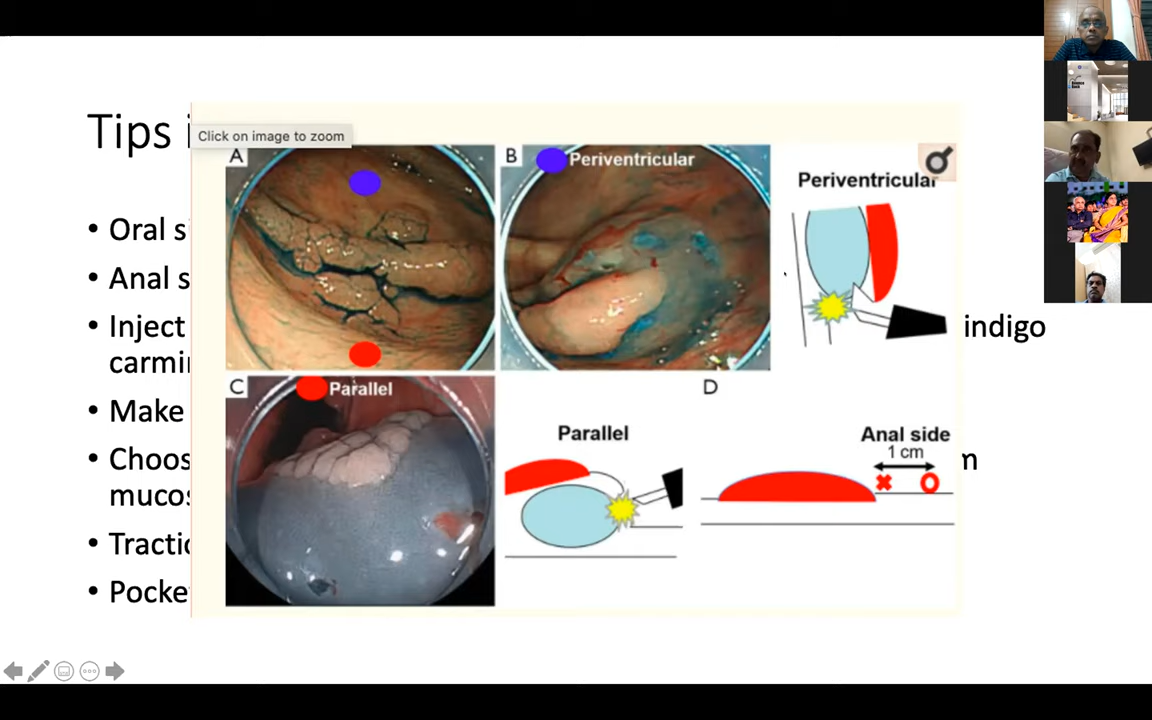 Tips
Click on image to zoom
A
B
Periventricular
Periventricular
• Oral s
• Anal s
• Inject
indigo
carmi
C
Parallel
D
• Make
Parallel
Anal side
1 cm
• Choos
m
muco
• Tractio
• Pocke